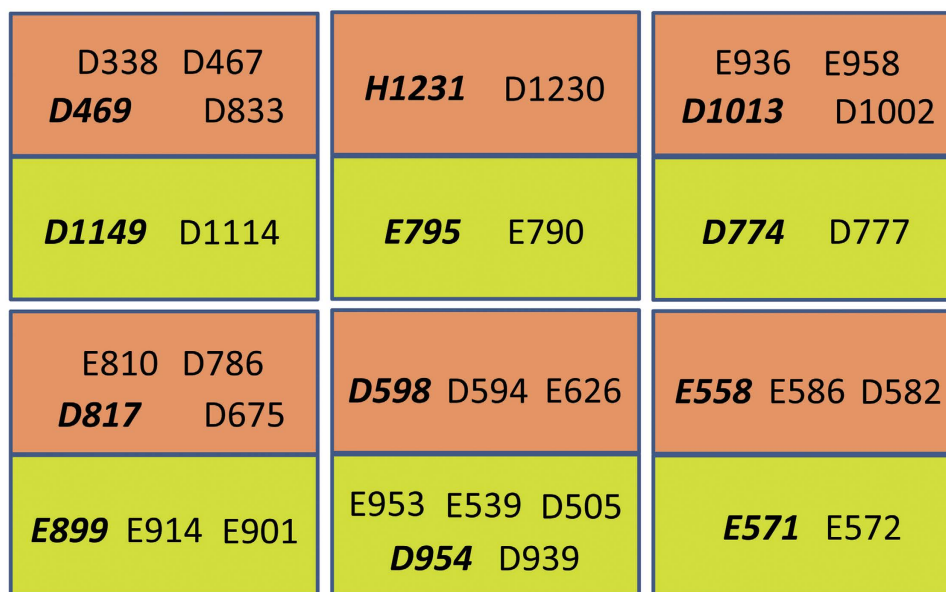 D338 D467
D469 D833
H1231 D1230
E936 E958
D1013 D1002
D1149 D1114
E795 E790
D774 D777
E810 D786
D817 D675
D598 D594 E626
E558 E586 D582
E899 E914 E901
E953 E539 D505
D954 D939
E571 E572